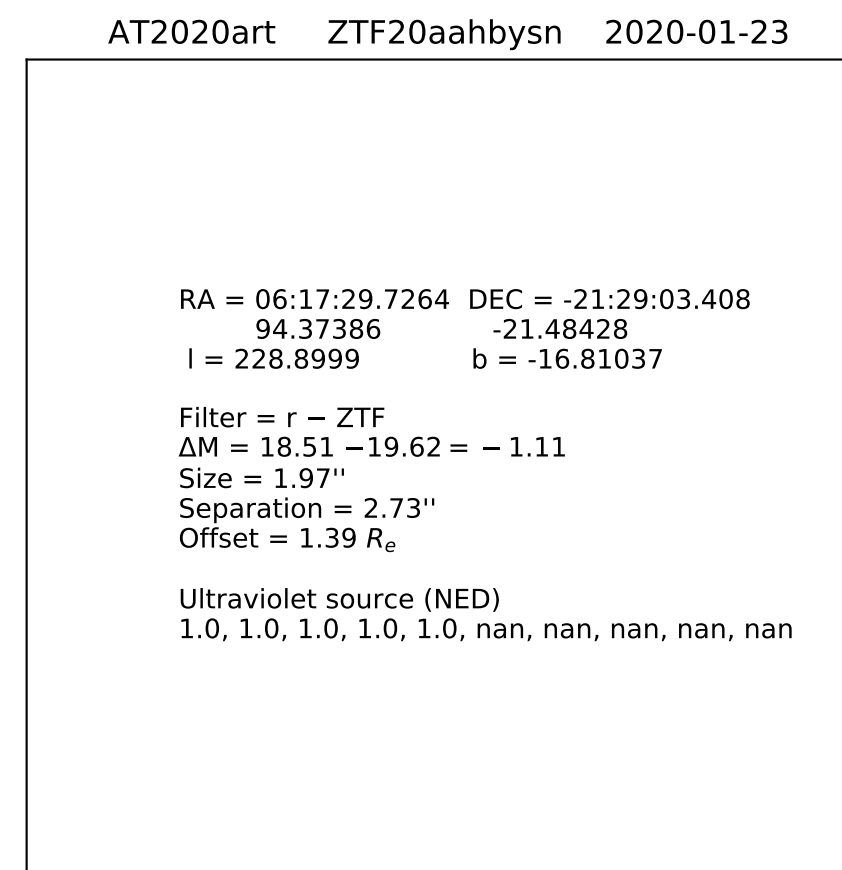 AT2020art ZTF20aahbysn 2020-01-23
RA = 06:17:29.7264 DEC = -21:29:03.408
94.37386 -21.48428
l = 228.8999 b = -16.81037
Filter = r − ZTF
ΔM = 18.51 −19.62 = − 1.11
Size = 1.97''
Separation = 2.73''
Offset = 1.39 Re
Ultraviolet source (NED)
1.0, 1.0, 1.0, 1.0, 1.0, nan, nan, nan, nan, nan